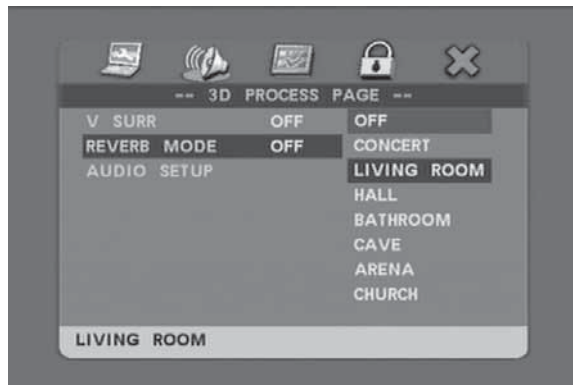 -- 3D PROCESS PAGE --
V SURR OFF OFF
REVERB MODE OFF CONCERT
AUDIO SETUP LIVING ROOM
HALL
BATHROOM
CAVE
ARENA
CHURCH
LIVING ROOM